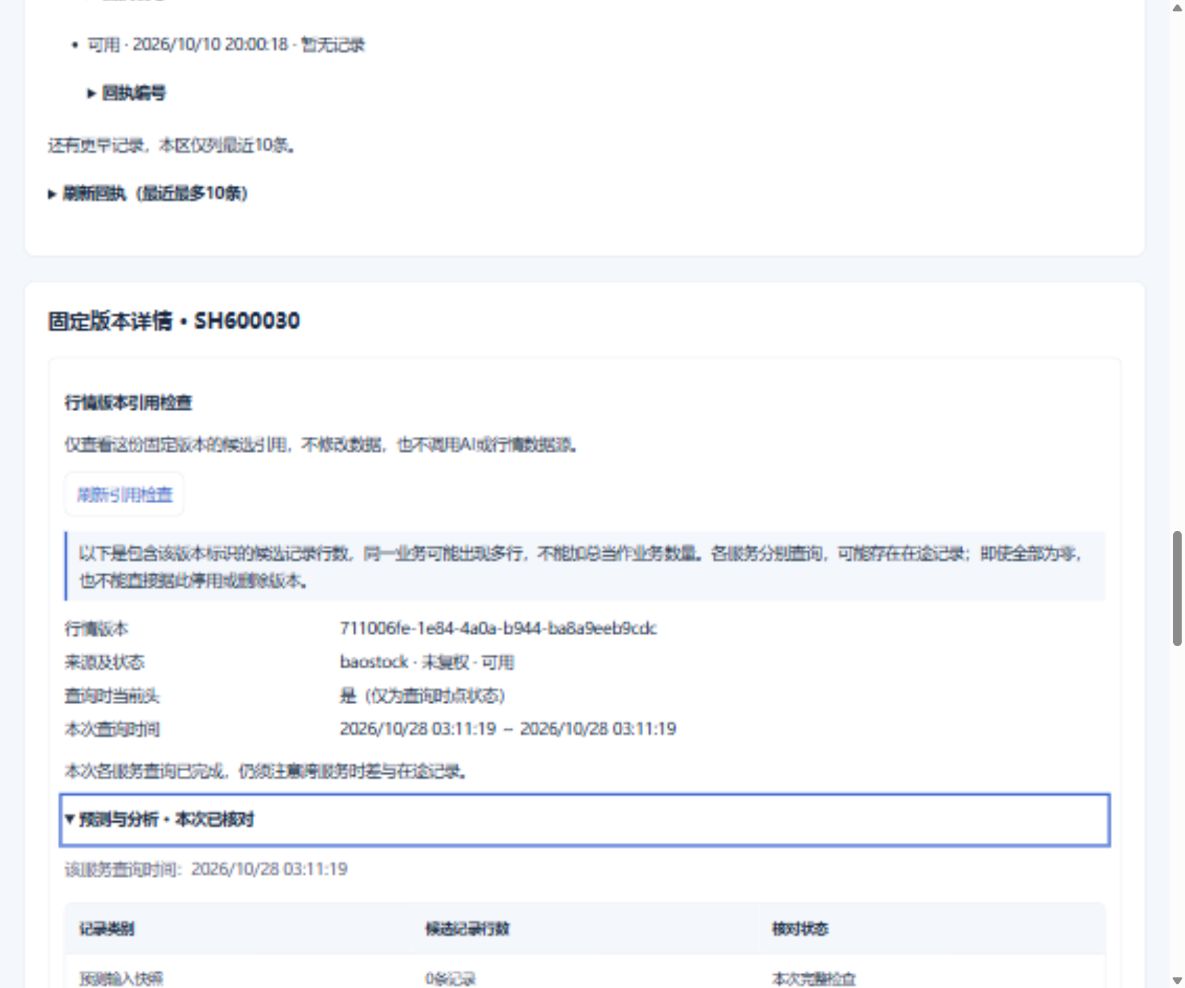 • 可用 · 2026/10/10 20:00:18 · 暂无记录
▶ 回执编号
还有更早记录，本区仅列最近10条。
▶ 刷新回执（最近最多10条）
固定版本详情 • SH600030
行情版本引用检查
仅查看这份固定版本的候选引用，不修改数据，也不调用AI或行情数据源。
刷新引用检查
以下是包含该版本标识的候选记录行数，同一业务可能出现多行，不能加总当作业务数量。各服务分别查询，可能存在在途记录；即使全部为零，
也不能直接据此停用或删除版本。
行情版本 711006fe-1e84-4a0a-b944-ba8a9eeb9cdc
来源及状态 baostock · 未复权 · 可用
查询时当前头 是（仅为查询时点状态）
本次查询时间 2026/10/28 03:11:19 – 2026/10/28 03:11:19
本次各服务查询已完成，仍须注意跨服务时差与在途记录。
▼ 预测与分析 • 本次已核对
该服务查询时间：2026/10/28 03:11:19
记录类别 候选记录行数 核对状态
预测输入快照 0条记录 本次完整检查